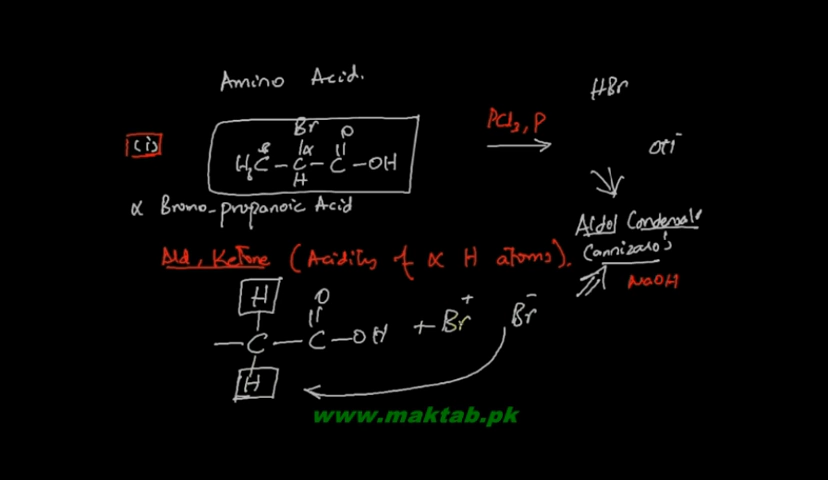 Amino Acid.
HBr
(i)
Br O
H3C – C – C – OH
α
H
PCl3, P
OH-
α Bromo-propanoic Acid
Aldol Condensat
Cannizaro's
NaOH
Ald, Ketone (Acidity of α H atoms).
H O
– C – C – OH + Br+ Br-
H
www.maktab.pk